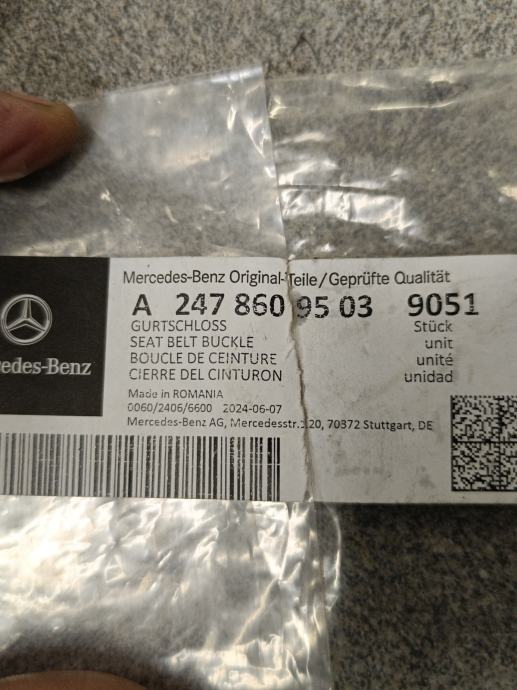 Mercedes-Benz Original-Teile/Geprüfte Qualität
A 247 860 95 03 9051
GURTSCHLOSS Stück
SEAT BELT BUCKLE unit
BOUCLE DE CEINTURE unité
CIERRE DEL CINTURON unidad
edes-Benz
Made in ROMANIA
0060/2406/6600 2024-06-07
Mercedes-Benz AG, Mercedesstr.120, 70372 Stuttgart, DE